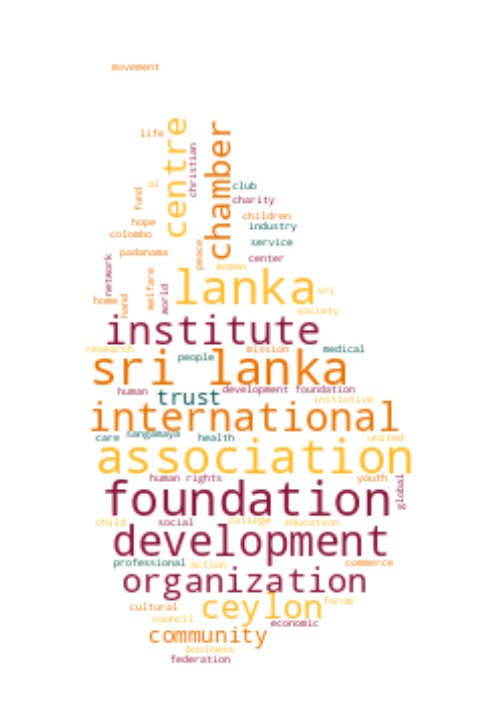 movement
life
centre
chamber
christian
al
club
fund
charity
children
hope
industry
colombo
service
peace
padanama
center
network
women
welfare
world
lanka
sri
home
hand
society
institute
research
mission
medical
people
sri lanka
human
development foundation
trust
initiative
international
care
sangamaya
health
united
association
human rights
youth
global
foundation
child
social
college
education
development
professional
action
commerce
organization
cultural
ceylon
forum
council
economic
community
business
federation